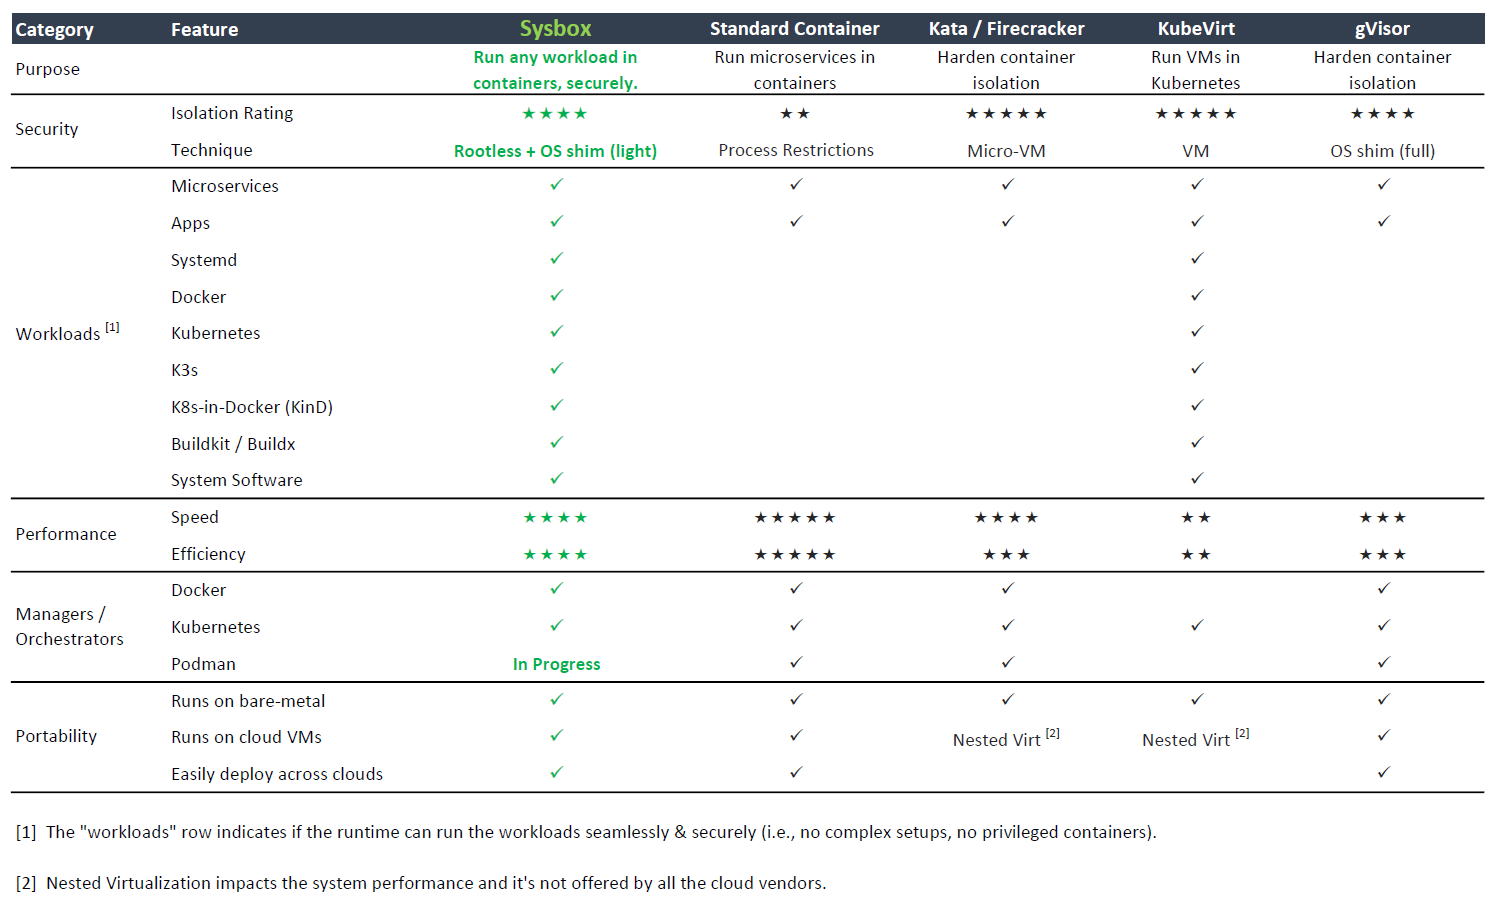 Category Feature Sysbox Standard Container Kata / Firecracker KubeVirt gVisor
Purpose Run any workload in containers, securely. Run microservices in containers Harden container isolation Run VMs in Kubernetes Harden container isolation
Security
Isolation Rating ★★★★ ★★ ★★★★★ ★★★★★ ★★★★
Technique Rootless + OS shim (light) Process Restrictions Micro-VM VM OS shim (full)
Workloads [1]
Microservices ✓ ✓ ✓ ✓ ✓
Apps ✓ ✓ ✓ ✓ ✓
Systemd ✓ ✓
Docker ✓ ✓
Kubernetes ✓ ✓
K3s ✓ ✓
K8s-in-Docker (KinD) ✓ ✓
Buildkit / Buildx ✓ ✓
System Software ✓ ✓
Performance
Speed ★★★★ ★★★★★ ★★★★ ★★ ★★★
Efficiency ★★★★ ★★★★★ ★★★ ★★ ★★★
Managers /
Orchestrators
Docker ✓ ✓ ✓ ✓
Kubernetes ✓ ✓ ✓ ✓ ✓
Podman In Progress ✓ ✓ ✓
Portability
Runs on bare-metal ✓ ✓ ✓ ✓ ✓
Runs on cloud VMs ✓ ✓ Nested Virt [2] Nested Virt [2] ✓
Easily deploy across clouds ✓ ✓ ✓
[1] The "workloads" row indicates if the runtime can run the workloads seamlessly & securely (i.e., no complex setups, no privileged containers).
[2] Nested Virtualization impacts the system performance and it's not offered by all the cloud vendors.